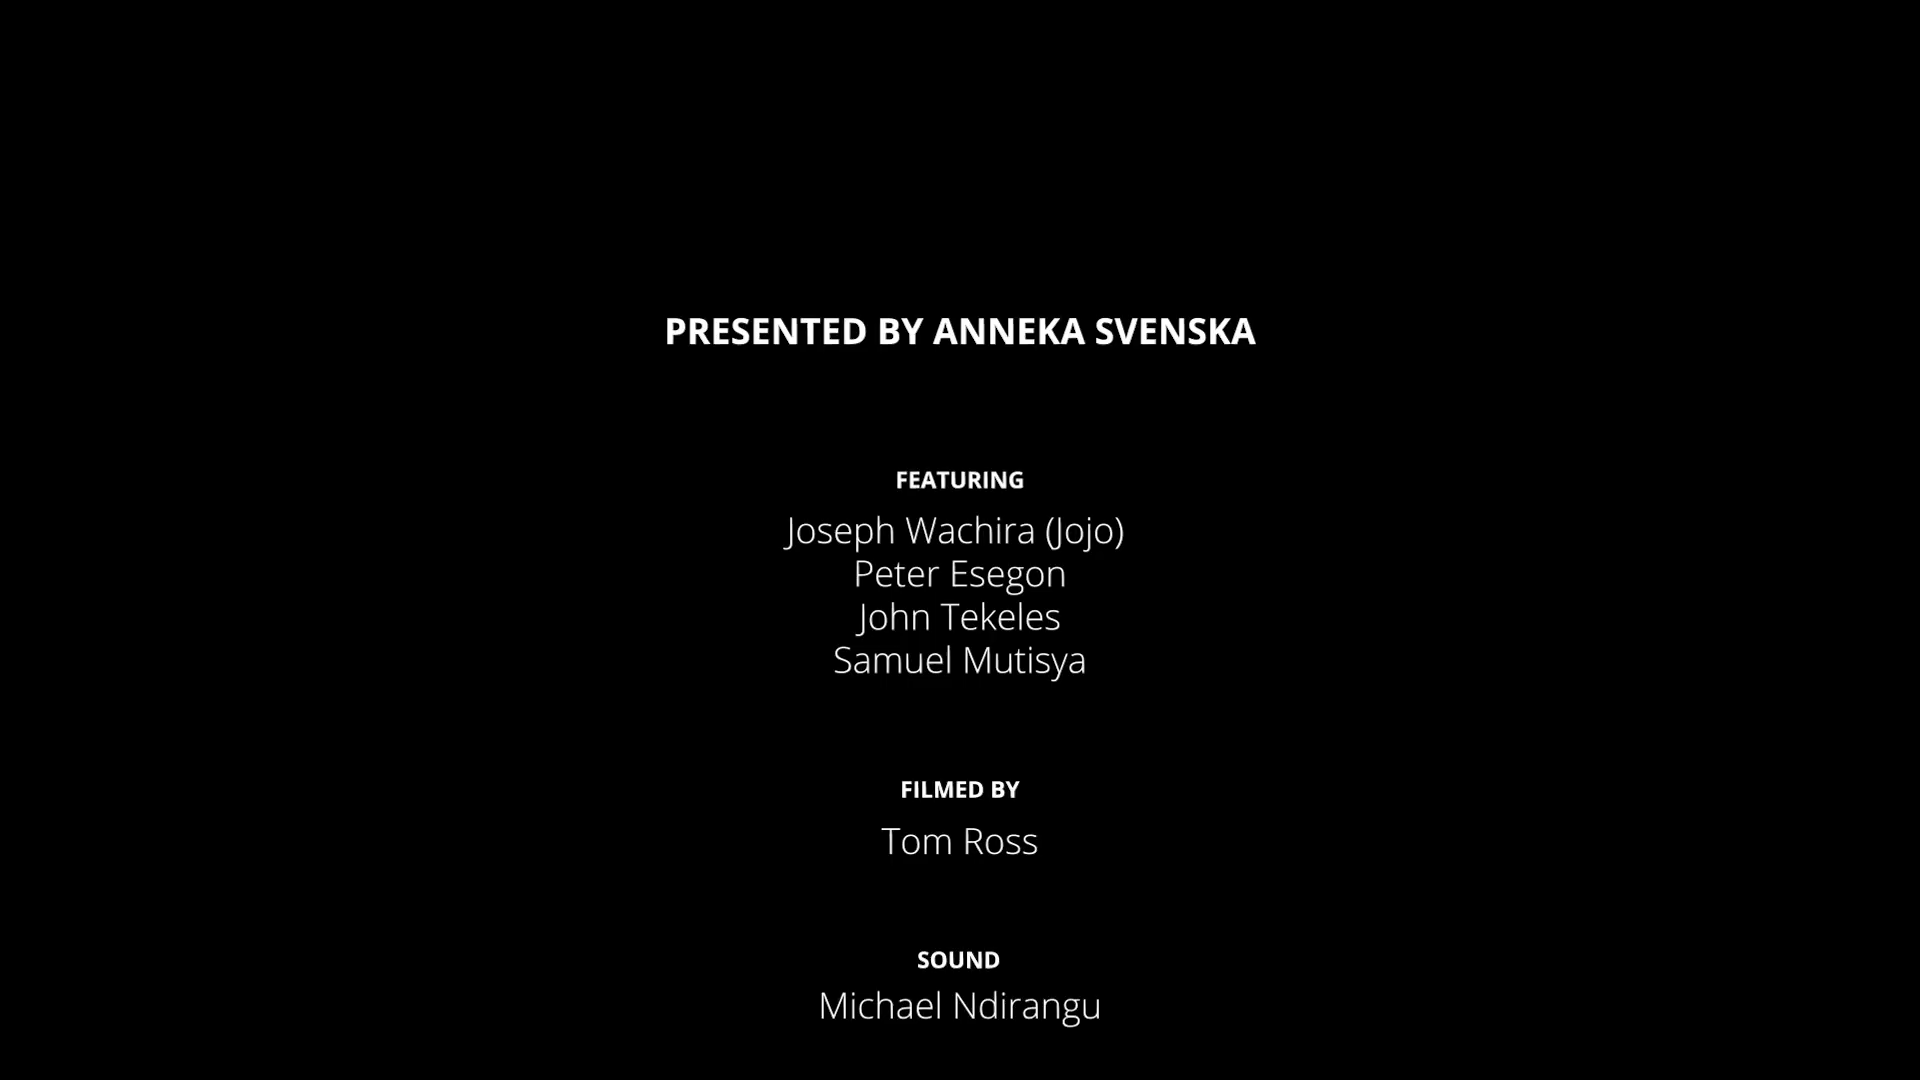 PRESENTED BY ANNEKA SVENSKA
FEATURING
Joseph Wachira (Jojo)
Peter Esegon
John Tekeles
Samuel Mutisya
FILMED BY
Tom Ross
SOUND
Michael Ndirangu